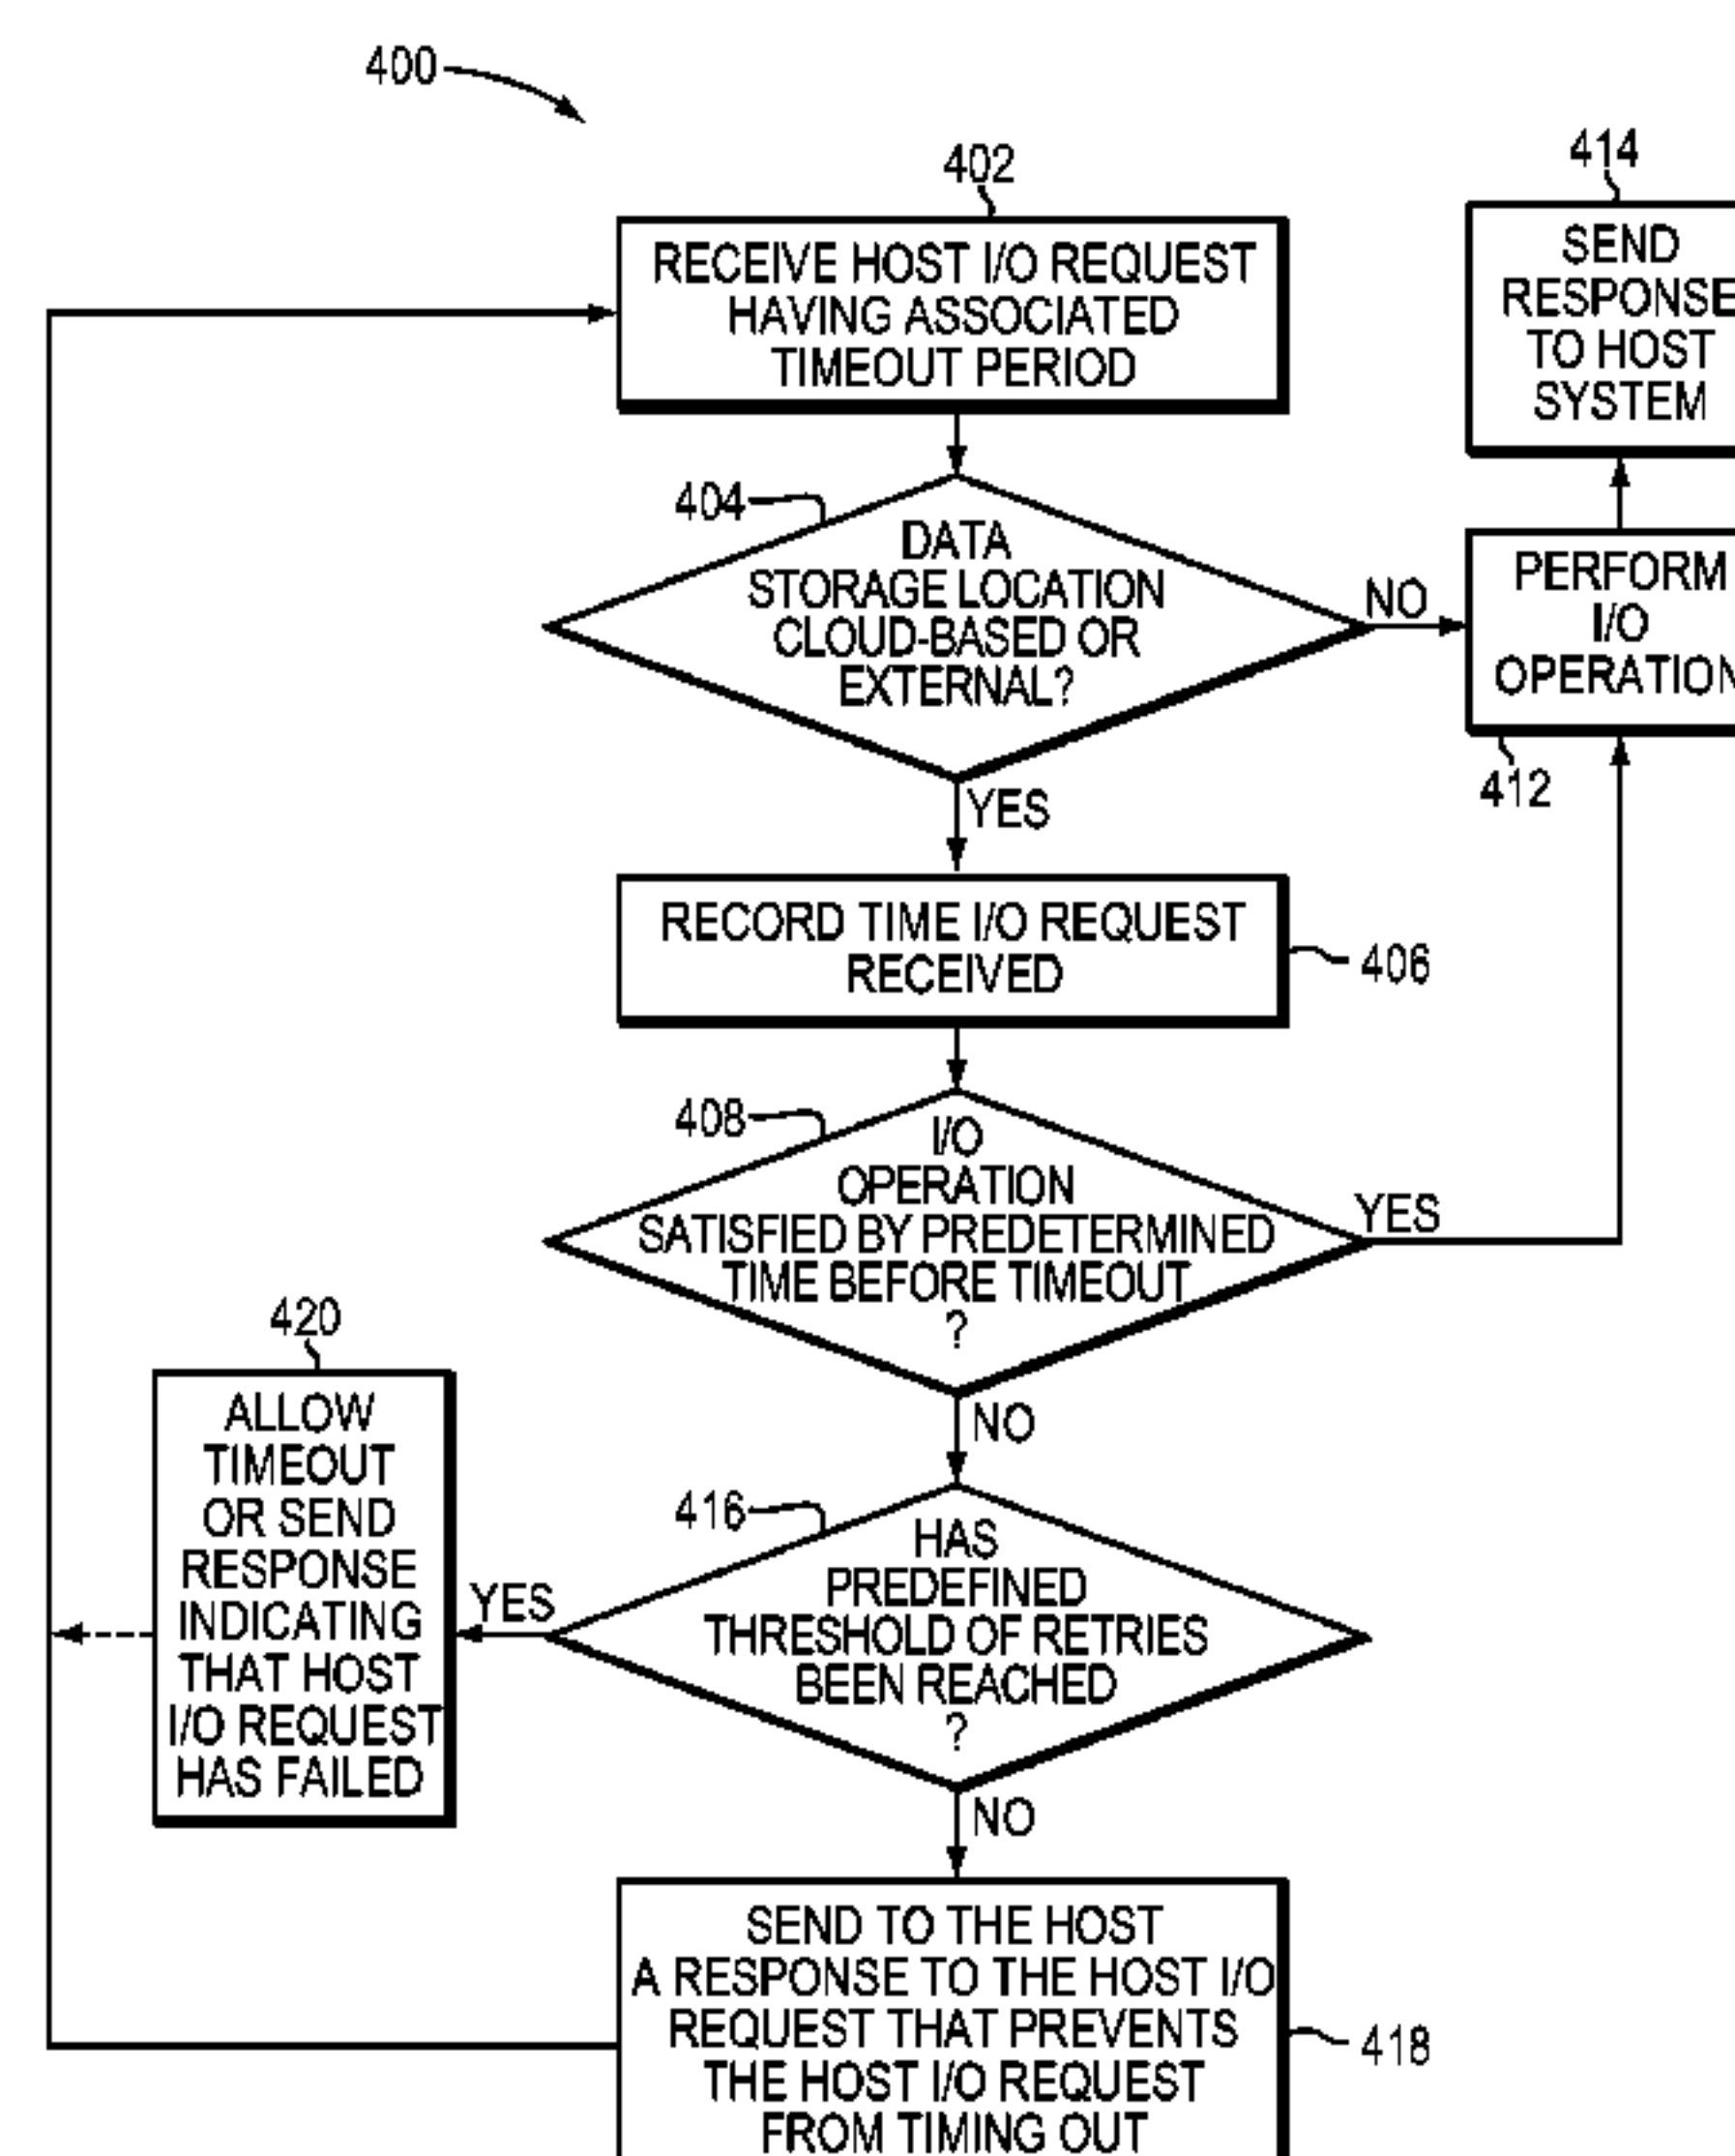 400
402
RECEIVE HOST I/O REQUEST
HAVING ASSOCIATED
TIMEOUT PERIOD
414
SEND
RESPONSE
TO HOST
SYSTEM
404
DATA
STORAGE LOCATION
CLOUD-BASED OR
EXTERNAL?
NO
PERFORM
I/O
OPERATION
412
YES
RECORD TIME I/O REQUEST
RECEIVED
406
408
I/O
OPERATION
SATISFIED BY PREDETERMINED
TIME BEFORE TIMEOUT
?
YES
NO
420
ALLOW
TIMEOUT
OR SEND
RESPONSE
INDICATING
THAT HOST
I/O REQUEST
HAS FAILED
YES
416
HAS
PREDEFINED
THRESHOLD OF RETRIES
BEEN REACHED
?
NO
SEND TO THE HOST
A RESPONSE TO THE HOST I/O
REQUEST THAT PREVENTS
THE HOST I/O REQUEST
FROM TIMING OUT
418